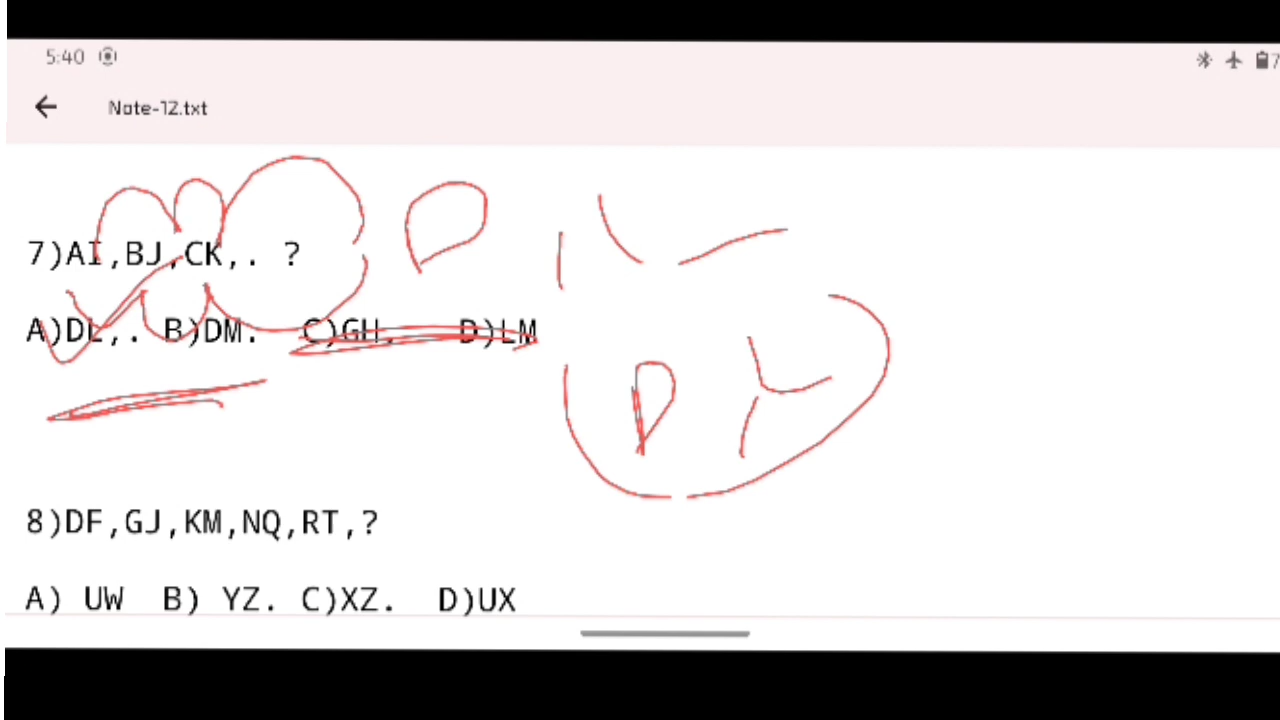 5:40
7
Note-12.txt
7)AI,BJ,CK,. ?
D
A)DL,. B)DM. C)GH. D)LM
D
8)DF,GJ,KM,NQ,RT,?
A) UW B) YZ. C)XZ. D)UX